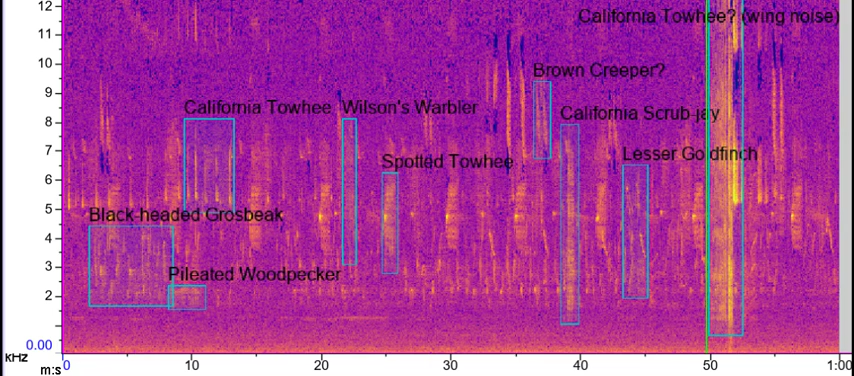 12
California Towhee? (wing noise)
11
10
Brown Creeper?
9
California Towhee
Wilson's Warbler
California Scrub-jay
8
7
Spotted Towhee
Lesser Goldfinch
6
5
Black-headed Grosbeak
4
3
Pileated Woodpecker
2
0.00
kHz
m:s
0
10
20
30
40
50
1:00